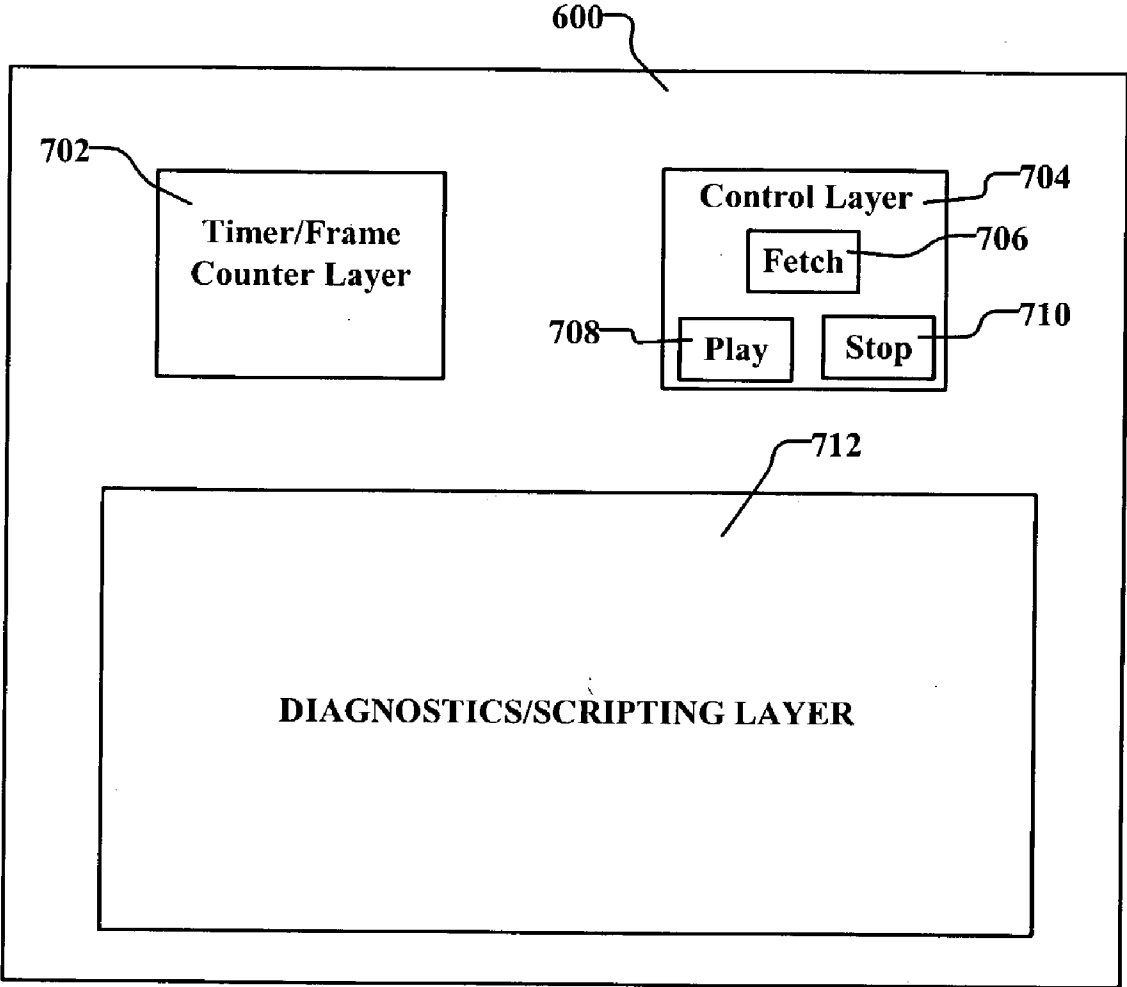 600
702
Timer/Frame
Counter Layer
Control Layer
704
Fetch
706
708
Play
Stop
710
712
DIAGNOSTICS/SCRIPTING LAYER